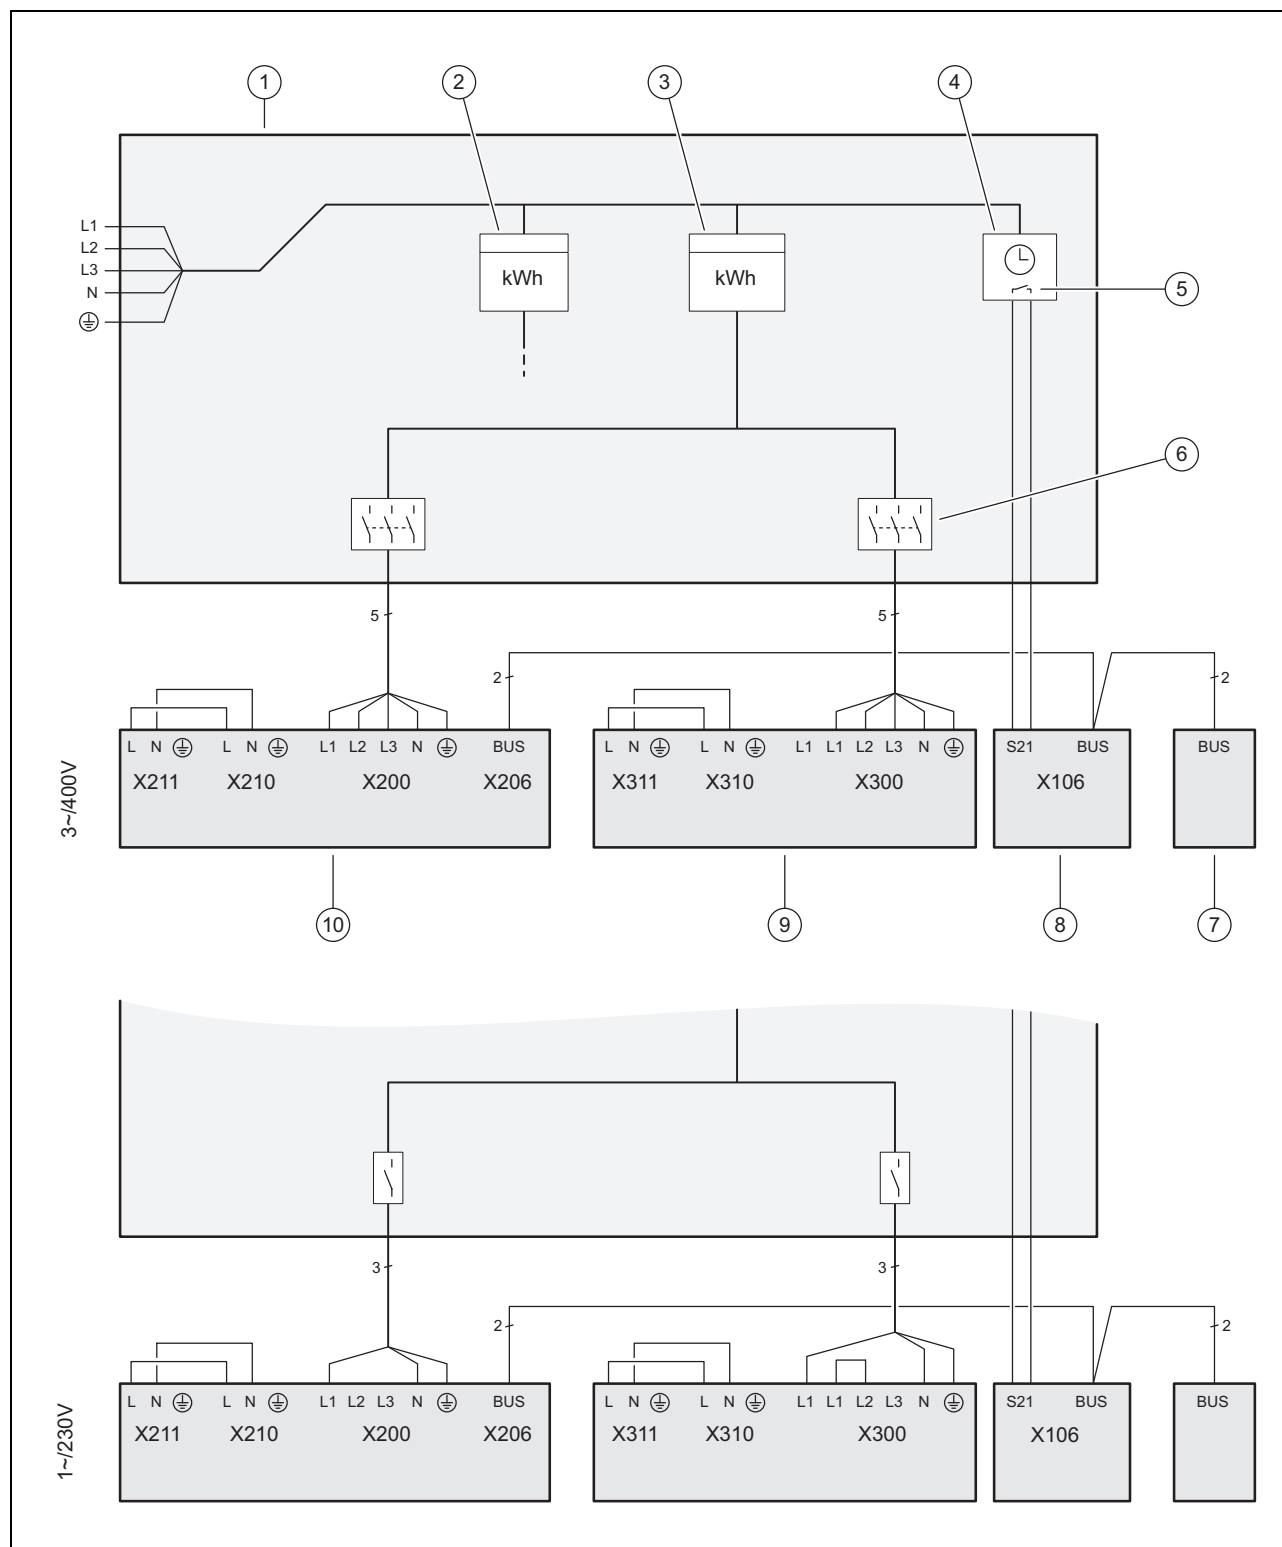 1 2 3 4
L1
L2
L3
N
kWh kWh
5
6
5 5
2 2
L N L N L1 L2 L3 N BUS L N L N L1 L1 L2 L3 N S21 BUS BUS
X211 X210 X200 X206 X311 X310 X300 X106
3~/400V
10 9 8 7
3 3
2 2
L N L N L1 L2 L3 N BUS L N L N L1 L1 L2 L3 N S21 BUS BUS
X211 X210 X200 X206 X311 X310 X300 X106
1~/230V